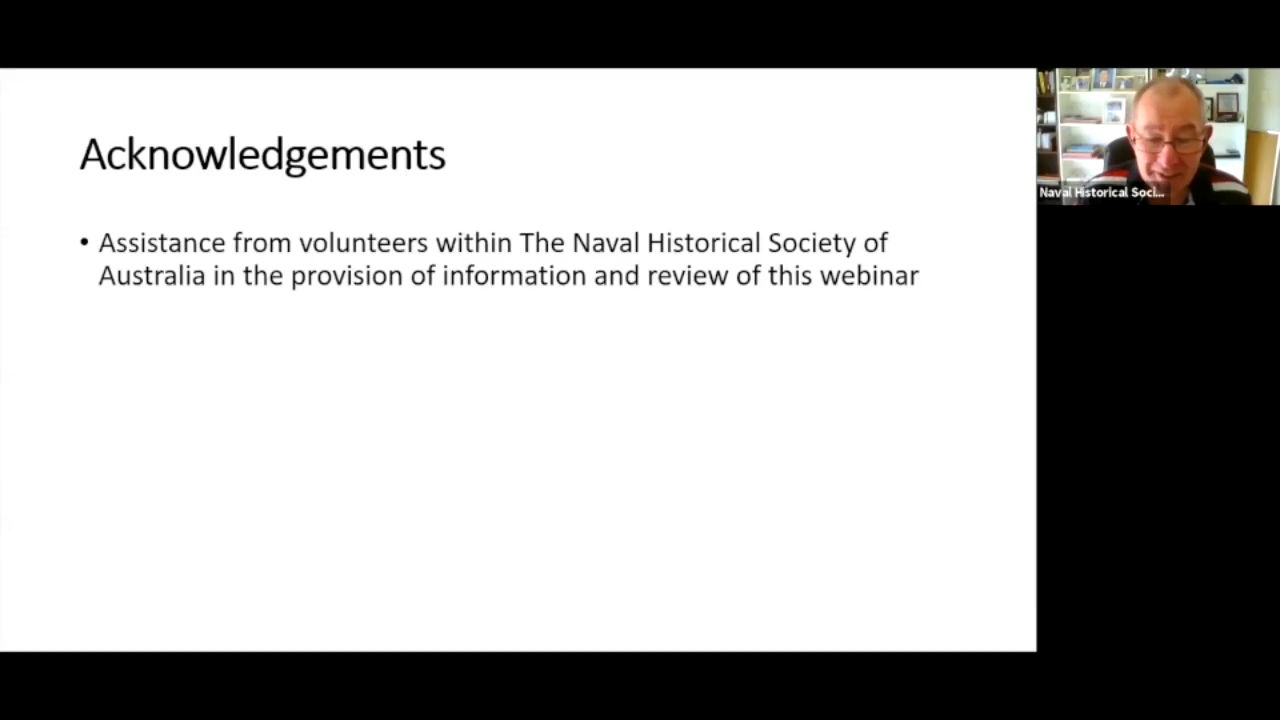 Acknowledgements
• Assistance from volunteers within The Naval Historical Society of
Australia in the provision of information and review of this webinar
Naval Historical Soci...